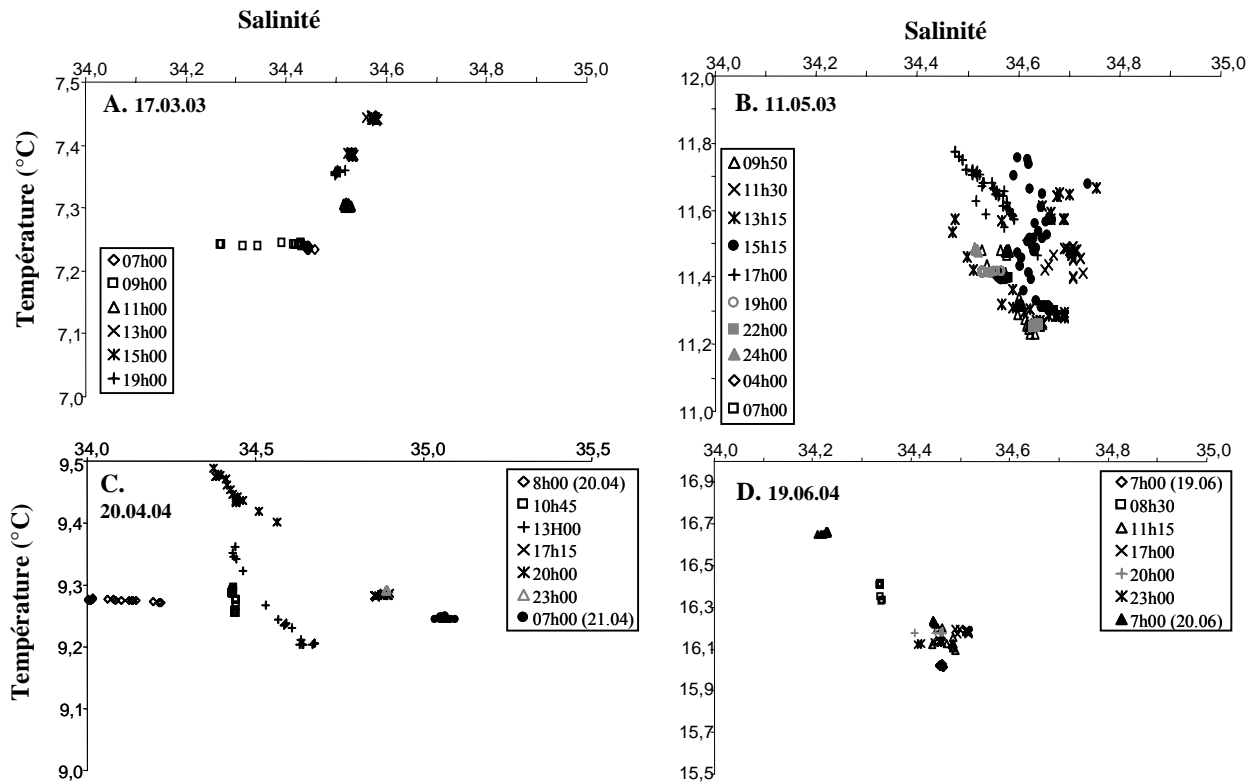 Salinité
34,0 34,2 34,4 34,6 34,8 35,0
Température (°C)
7,5
7,4
7,3
7,2
7,1
7,0
A. 17.03.03
07h00
09h00
11h00
13h00
15h00
19h00
Salinité
34,0 34,2 34,4 34,6 34,8 35,0
12,0
11,8
11,6
11,4
11,2
11,0
B. 11.05.03
09h50
11h30
13h15
15h15
17h00
19h00
22h00
24h00
04h00
07h00
34,0 34,5 35,0 35,5
Température (°C)
9,5
9,4
9,3
9,2
9,1
9,0
C.
20.04.04
8h00 (20.04)
10h45
13H00
17h15
20h00
23h00
07h00 (21.04)
34,0 34,2 34,4 34,6 34,8 35,0
16,9
16,7
16,5
16,3
16,1
15,9
15,7
15,5
D. 19.06.04
7h00 (19.06)
08h30
11h15
17h00
20h00
23h00
7h00 (20.06)